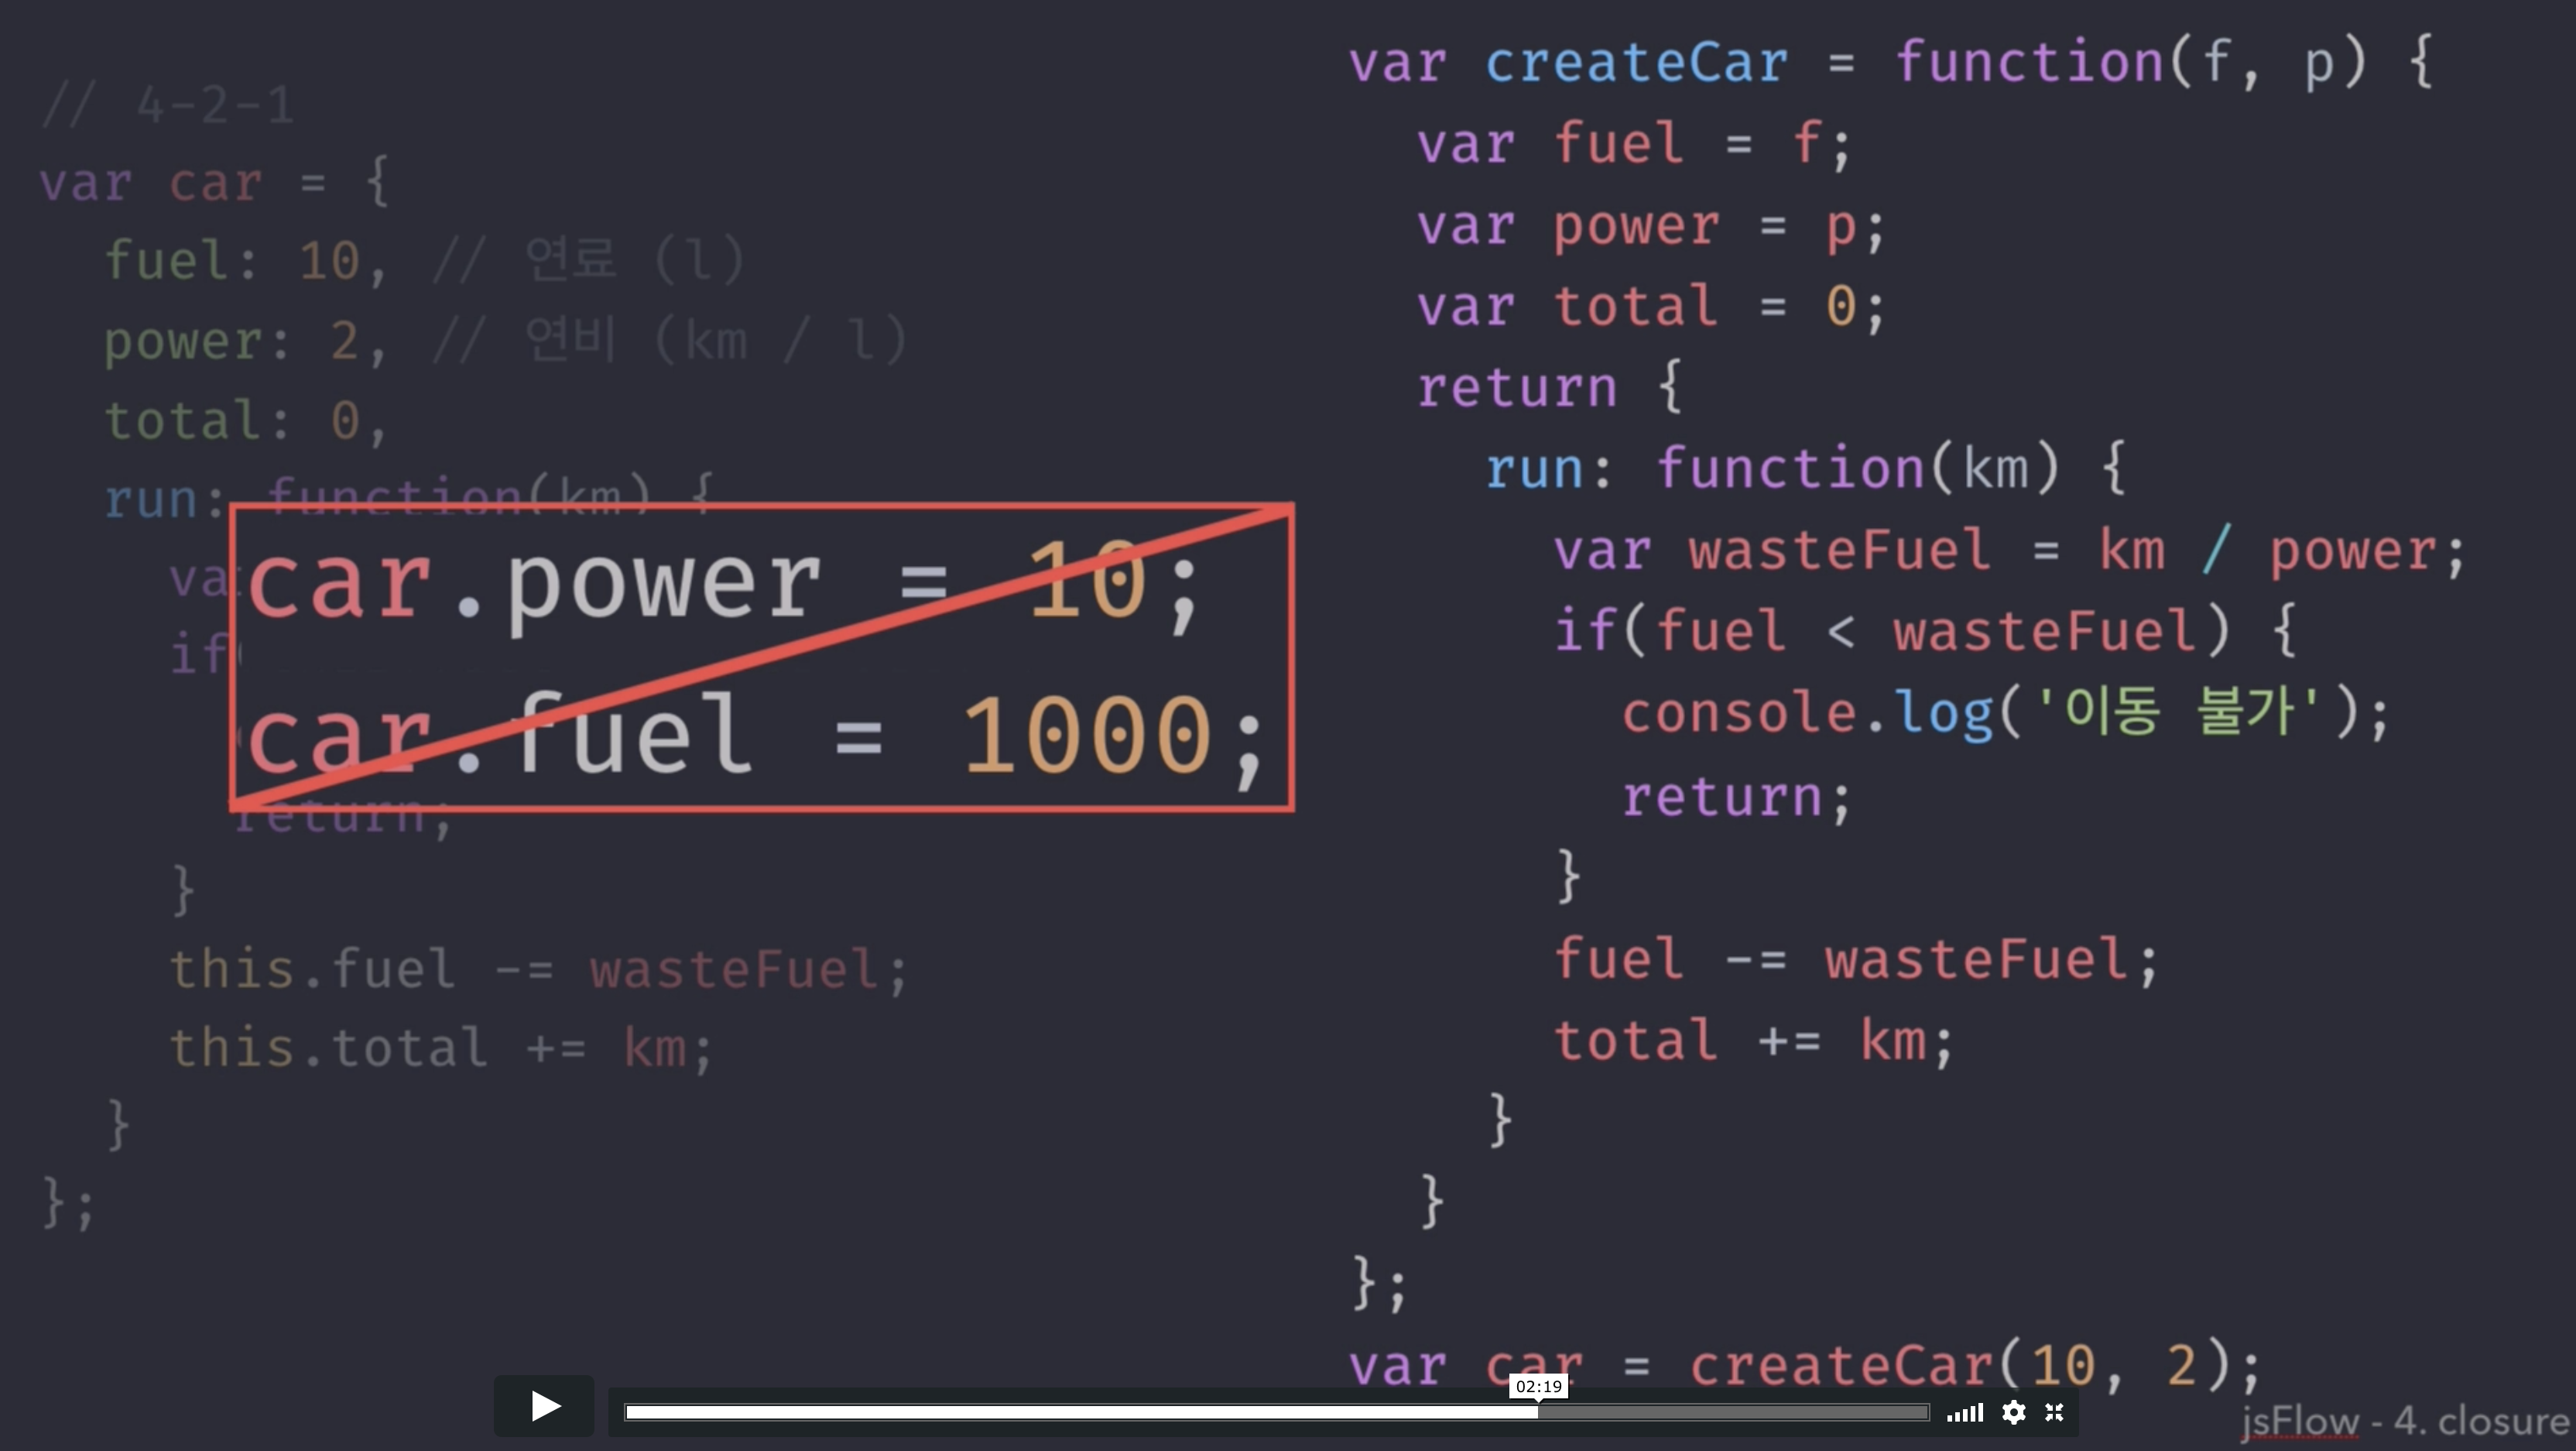 // 4-2-1
var car = {
fuel: 10, // 연료 (l)
power: 2, // 연비 (km / l)
total: 0,
run: function(km) {
va
if(
car.power = 10;
car.fuel = 1000;
return;
}
this.fuel -= wasteFuel;
this.total += km;
}
};
var createCar = function(f, p) {
var fuel = f;
var power = p;
var total = 0;
return {
run: function(km) {
var wasteFuel = km / power;
if(fuel < wasteFuel) {
console.log('이동 불가');
return;
}
fuel -= wasteFuel;
total += km;
}
}
};
var car = createCar(10, 2);
02:19
jsFlow - 4. closure